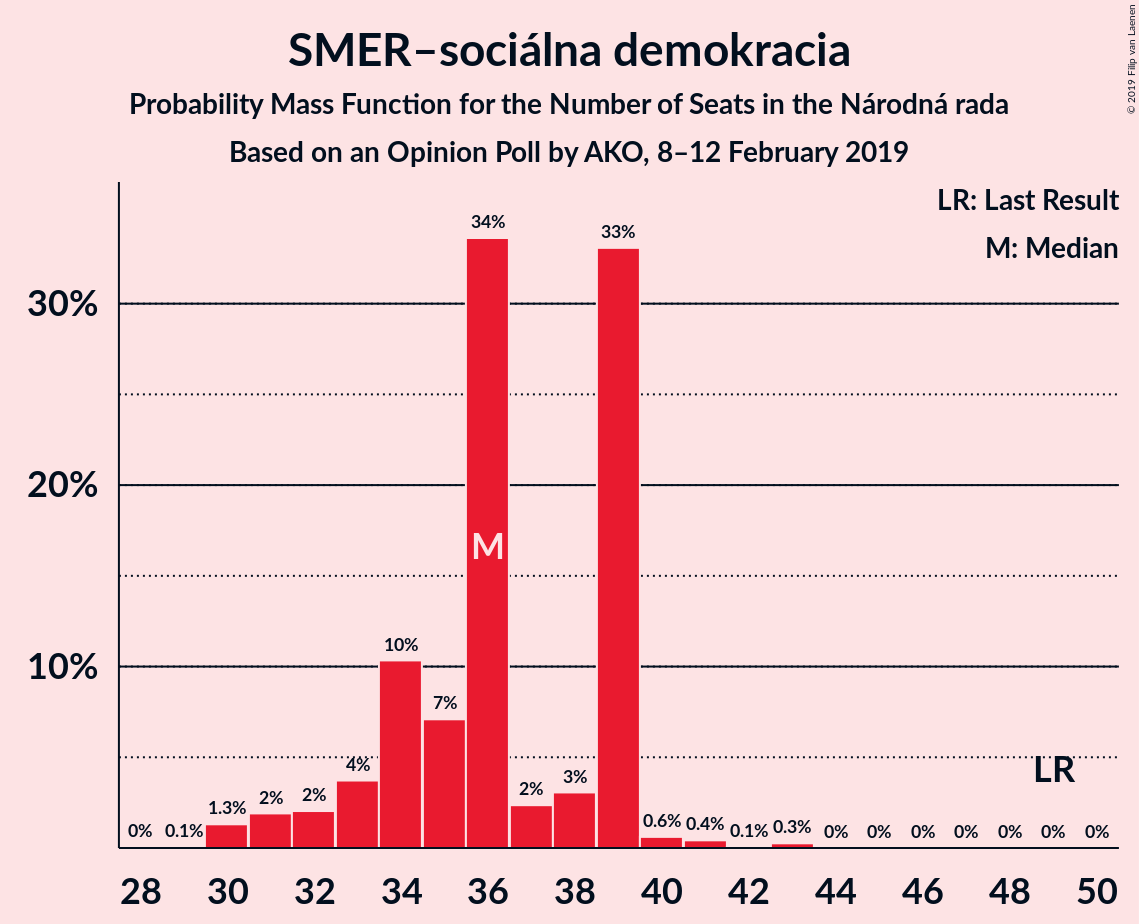 SMER–sociálna demokracia
Probability Mass Function for the Number of Seats in the Národná rada
Based on an Opinion Poll by AKO, 8–12 February 2019
© 2019 Filip van Laenen
LR: Last Result
M: Median
30%
20%
10%
0% 0.1% 1.3% 2% 2% 4% 10% 7% 34% 2% 3% 33% 0.6% 0.4% 0.1% 0.3% 0% 0% 0% 0% 0% 0% 0%
M
LR
28 30 32 34 36 38 40 42 44 46 48 50